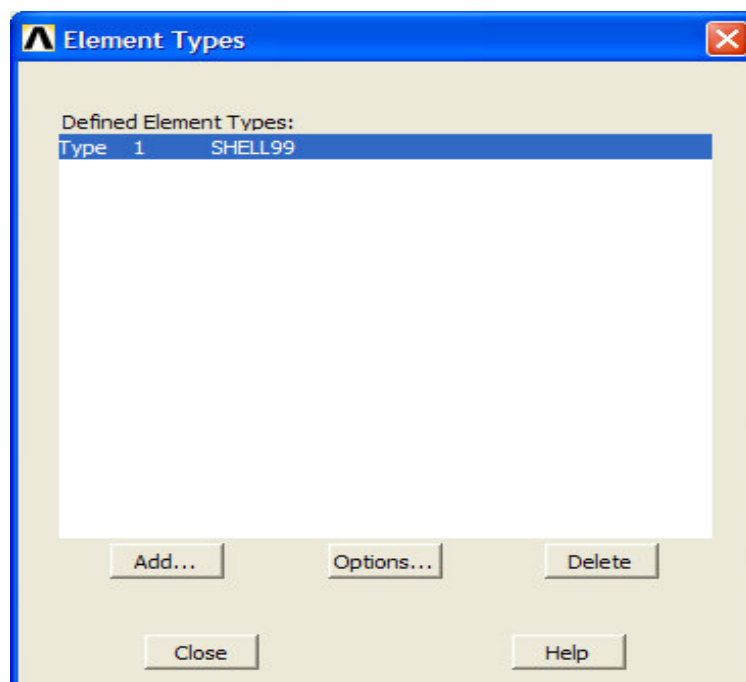 Element Types
Defined Element Types:
Type 1 SHELL99
Add... Options... Delete
Close Help